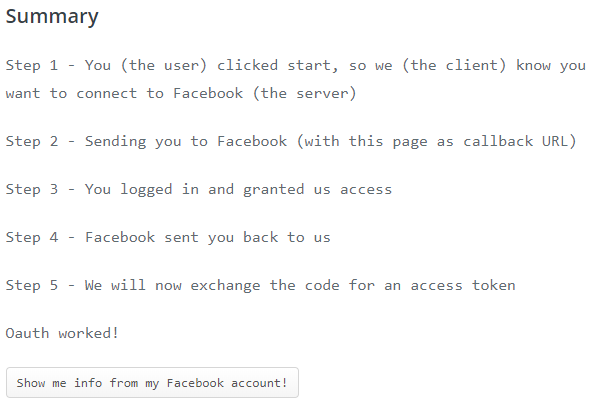 Summary
Step 1 - You (the user) clicked start, so we (the client) know you
want to connect to Facebook (the server)
Step 2 - Sending you to Facebook (with this page as callback URL)
Step 3 - You logged in and granted us access
Step 4 - Facebook sent you back to us
Step 5 - We will now exchange the code for an access token
Oauth worked!
Show me info from my Facebook account!